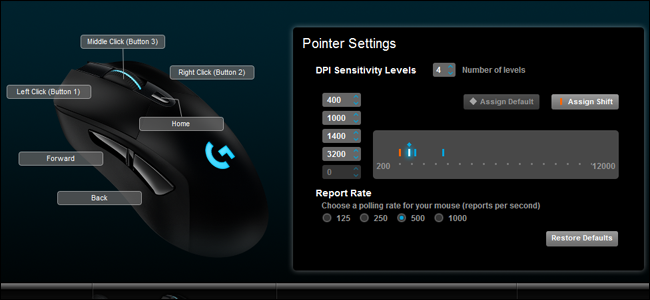 Middle Click (Button 3)
Right Click (Button 2)
Left Click (Button 1)
Home
Forward
Back
Pointer Settings
DPI Sensitivity Levels
4
Number of levels
400
1000
1400
3200
0
Assign Default
Assign Shift
200
12000
Report Rate
Choose a polling rate for your mouse (reports per second)
125
250
500
1000
Restore Defaults